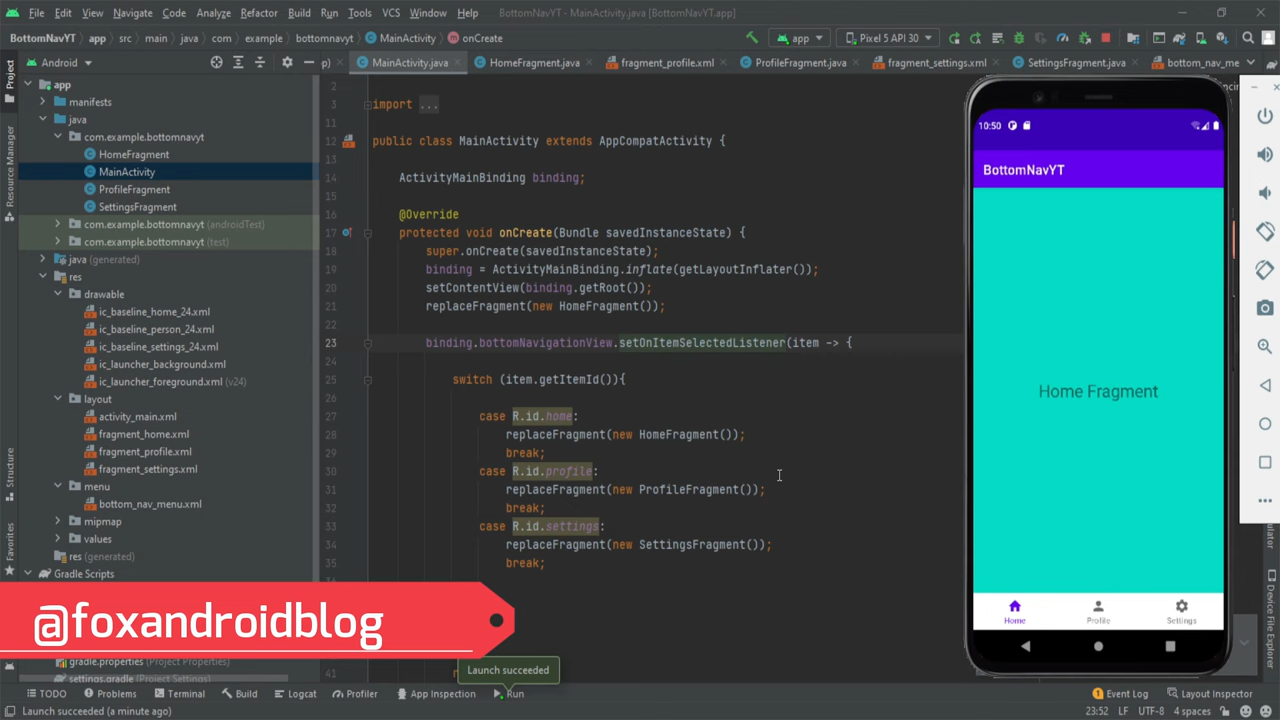 File Edit View Navigate Code Analyze Refactor Build Run Tools VCS Window Help BottomNavYT - MainActivity.java [BottomNavYT.app]
BottomNavYT app src main java com example bottomnavyt MainActivity onCreate app Pixel 5 API 30
Android
MainActivity.java HomeFragment.java fragment_profile.xml ProfileFragment.java fragment_settings.xml SettingsFragment.java bottom_nav_me
Project
Resource Manager
Structure
Favorites
app
manifests
java
com.example.bottomnavyt
HomeFragment
MainActivity
ProfileFragment
SettingsFragment
com.example.bottomnavyt (androidTest)
com.example.bottomnavyt (test)
java (generated)
res
drawable
ic_baseline_home_24.xml
ic_baseline_person_24.xml
ic_baseline_settings_24.xml
ic_launcher_background.xml
ic_launcher_foreground.xml (v24)
layout
activity_main.xml
fragment_home.xml
fragment_profile.xml
fragment_settings.xml
menu
bottom_nav_menu.xml
mipmap
values
res (generated)
Gradle Scripts
gradle.properties (Project Properties)
settings.gradle
2
3 import ...
11
12 public class MainActivity extends AppCompatActivity {
13
14 ActivityMainBinding binding;
15
16 @Override
17 protected void onCreate(Bundle savedInstanceState) {
18 super.onCreate(savedInstanceState);
19 binding = ActivityMainBinding.inflate(getLayoutInflater());
20 setContentView(binding.getRoot());
21 replaceFragment(new HomeFragment());
22
23 binding.bottomNavigationView.setOnItemSelectedListener(item -> {
24
25 switch (item.getItemId()){
26
27 case R.id.home:
28 replaceFragment(new HomeFragment());
29 break;
30 case R.id.profile:
31 replaceFragment(new ProfileFragment());
32 break;
33 case R.id.settings:
34 replaceFragment(new SettingsFragment());
35 break;
41
10:50
BottomNavYT
Home Fragment
Home Profile Settings
@foxandroidblog
Launch succeeded
Device File Explorer
TODO Problems Terminal Build Logcat Profiler App Inspection Run Event Log Layout Inspector
Launch succeeded (a minute ago) 23:52 LF UTF-8 4 spaces